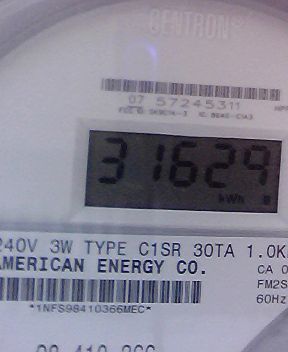 CENTRON®
07 57245311
31629
kWh
240V 3W TYPE C1SR 30TA 1.0K
AMERICAN ENERGY CO. CA 0
FM2S
*1NFS98410366MEC* 60Hz